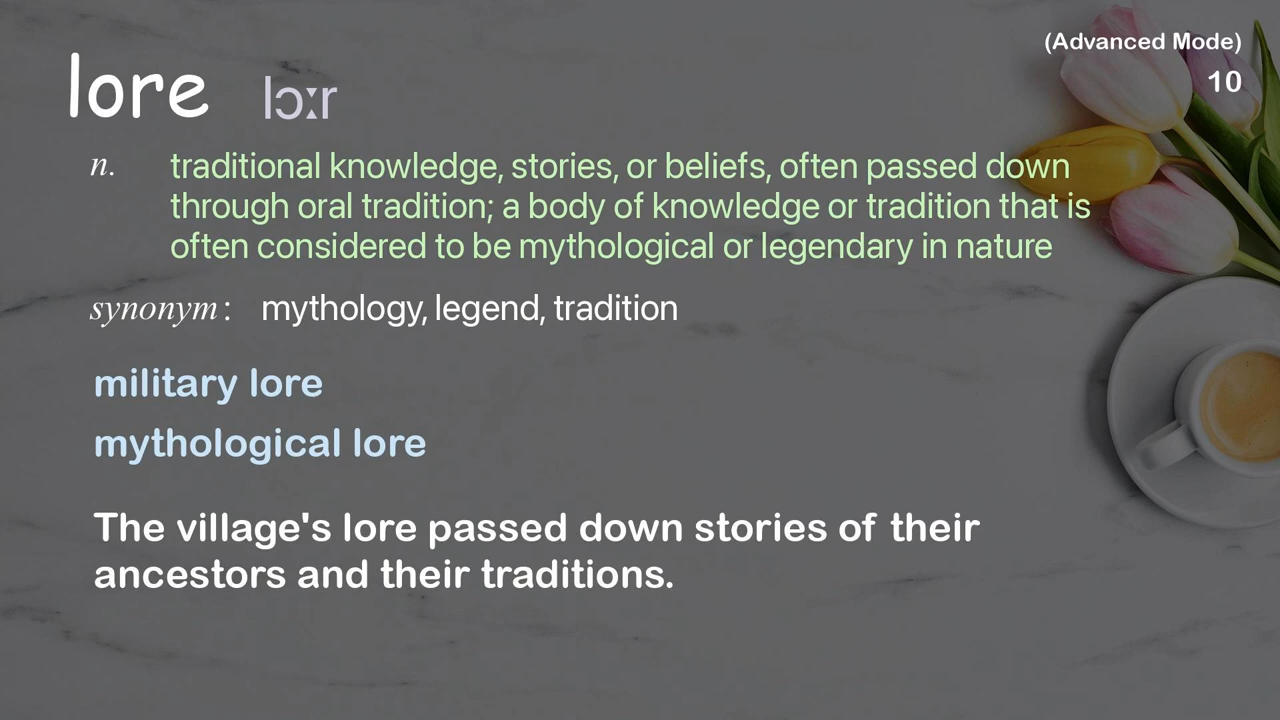 (Advanced Mode)
10
lore lɔːr
n. traditional knowledge, stories, or beliefs, often passed down
through oral tradition; a body of knowledge or tradition that is
often considered to be mythological or legendary in nature
synonym: mythology, legend, tradition
military lore
mythological lore
The village's lore passed down stories of their
ancestors and their traditions.